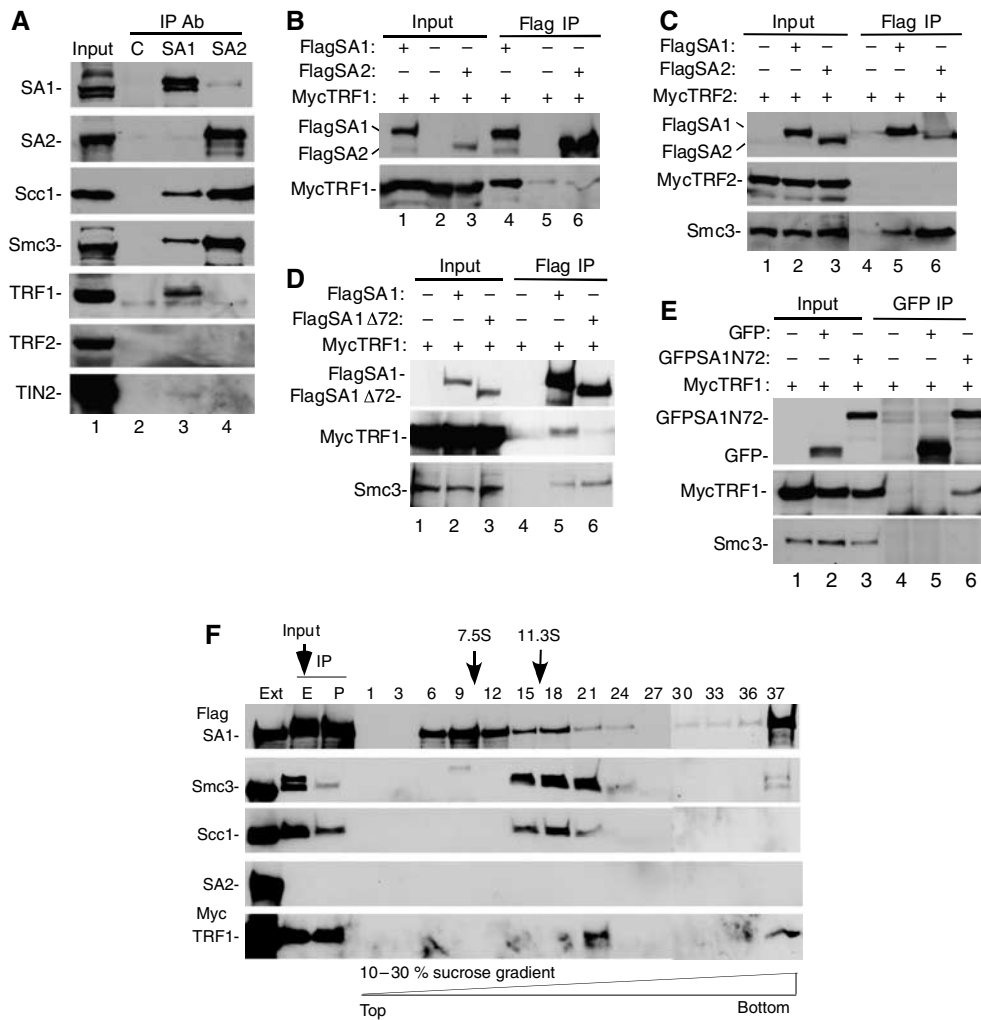 A
IP Ab
Input C SA1 SA2
SA1-
SA2-
Scc1-
Smc3-
TRF1-
TRF2-
TIN2-
1 2 3 4
B
Input Flag IP
FlagSA1: + – – + – –
FlagSA2: – – + – – +
MycTRF1: + + + + + +
FlagSA1
FlagSA2
MycTRF1-
1 2 3 4 5 6
C
Input Flag IP
FlagSA1: – + – – + –
FlagSA2: – – + – – +
MycTRF2: + + + + + +
FlagSA1
FlagSA2
MycTRF2-
Smc3-
1 2 3 4 5 6
D
Input Flag IP
FlagSA1: – + – – + –
FlagSA1Δ72: – – + – – +
MycTRF1: + + + + + +
FlagSA1-
FlagSA1Δ72-
MycTRF1-
Smc3-
1 2 3 4 5 6
E
Input GFP IP
GFP: – + – – + –
GFPSA1N72: – – + – – +
MycTRF1: + + + + + +
GFPSA1N72-
GFP-
MycTRF1-
Smc3-
1 2 3 4 5 6
F
Input
IP
7.5S 11.3S
Ext E P 1 3 6 9 12 15 18 21 24 27 30 33 36 37
Flag
SA1-
Smc3-
Scc1-
SA2-
Myc
TRF1-
10–30 % sucrose gradient
Top Bottom